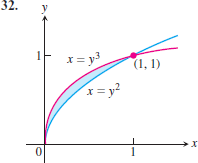 32.
y
1
x = y³
(1, 1)
x = y²
x
0
1